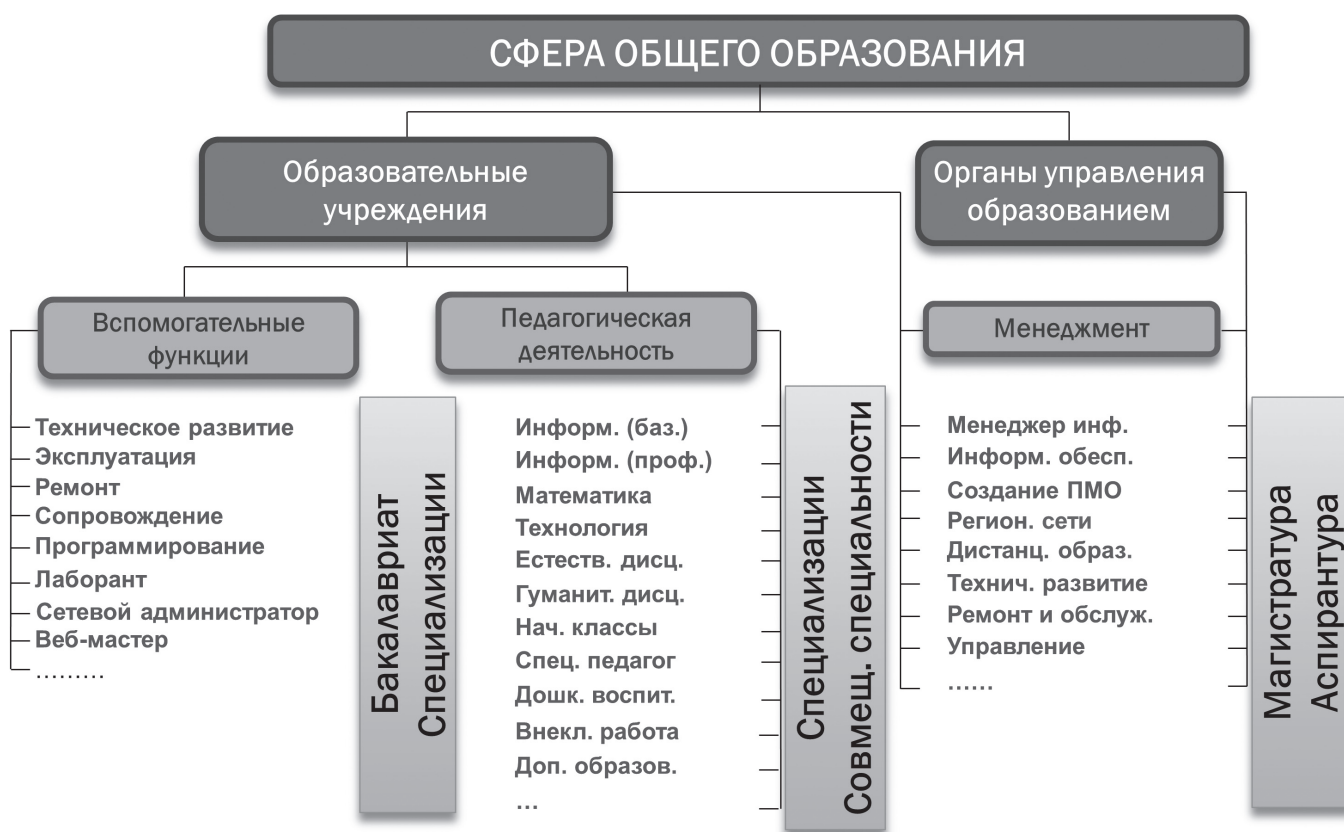 СФЕРА ОБЩЕГО ОБРАЗОВАНИЯ
Образовательные
учреждения
Органы управления
образованием
Вспомогательные
функции
Педагогическая
деятельность
Менеджмент
Техническое развитие
Эксплуатация
Ремонт
Сопровождение
Программирование
Лаборант
Сетевой администратор
Веб-мастер
.........
Бакалавриат
Специализации
Информ. (баз.)
Информ. (проф.)
Математика
Технология
Естеств. дисц.
Гуманит. дисц.
Нач. классы
Спец. педагог
Дошк. воспит.
Внекл. работа
Доп. образов.
...
Специализации
Совмещ. специальности
Менеджер инф.
Информ. обесп.
Создание ПМО
Регион. сети
Дистанц. образ.
Технич. развитие
Ремонт и обслуж.
Управление
......
Магистратура
Аспирантура